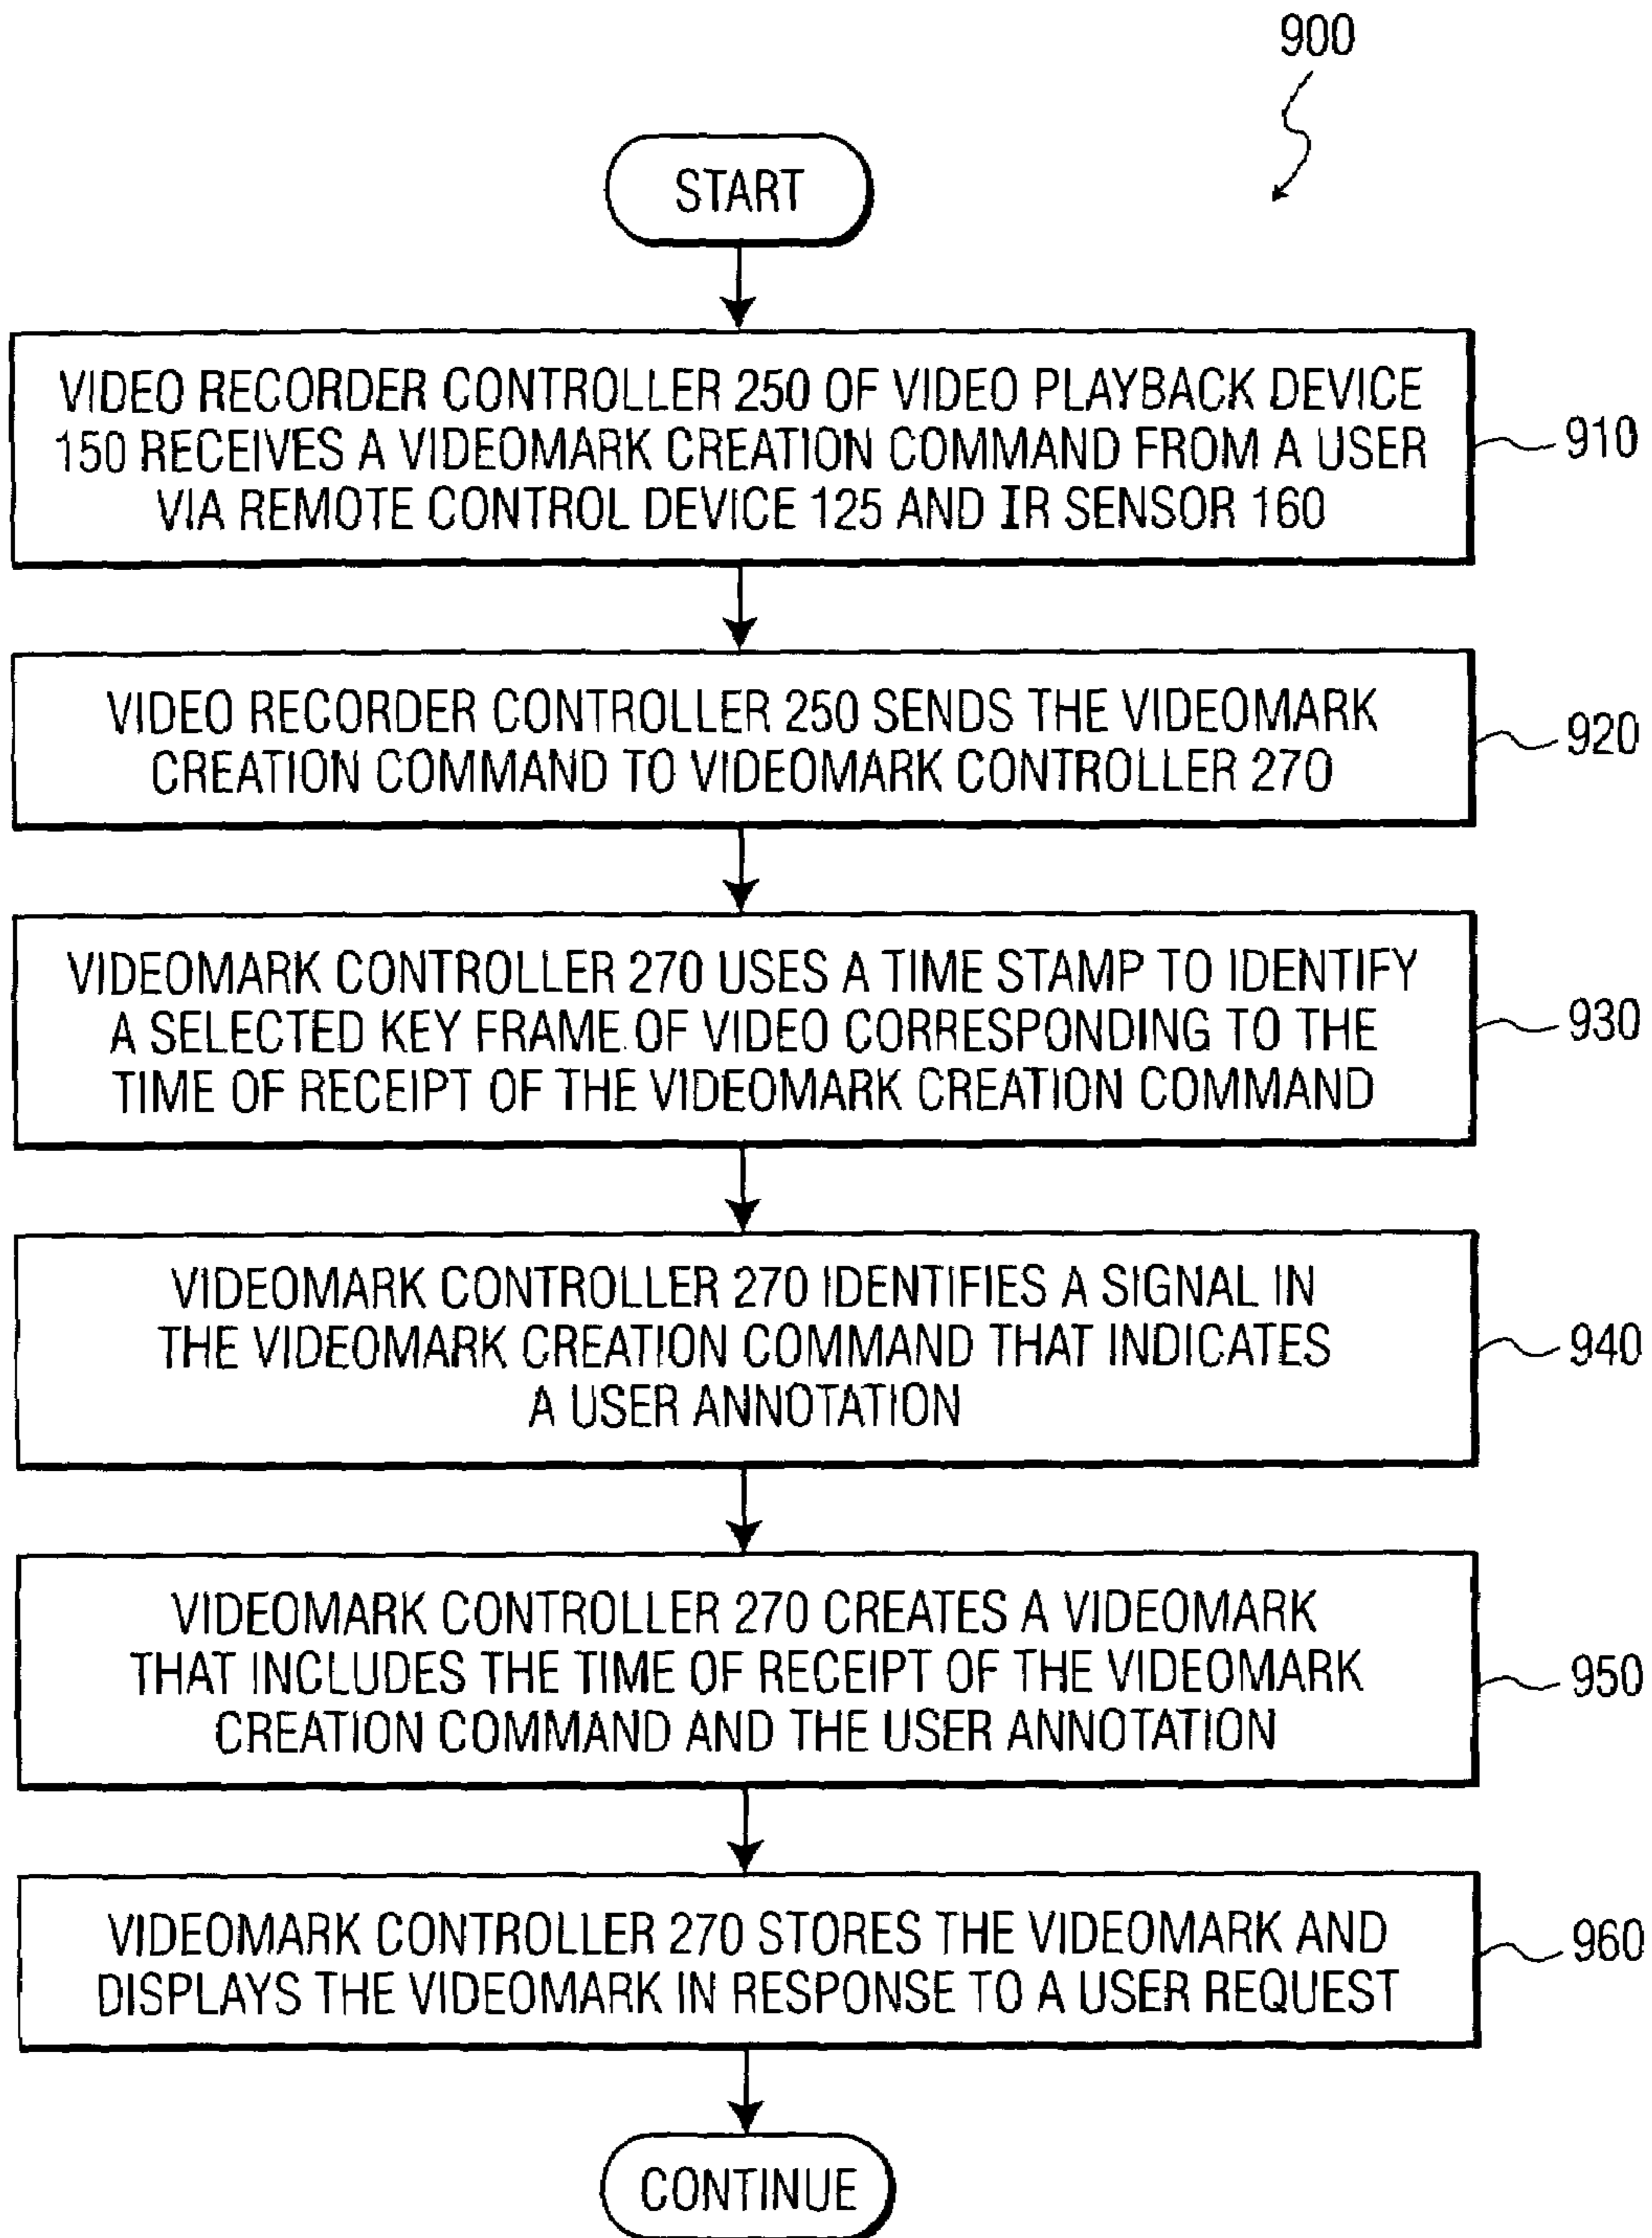 900
START
VIDEO RECORDER CONTROLLER 250 OF VIDEO PLAYBACK DEVICE
150 RECEIVES A VIDEOMARK CREATION COMMAND FROM A USER
VIA REMOTE CONTROL DEVICE 125 AND IR SENSOR 160
910
VIDEO RECORDER CONTROLLER 250 SENDS THE VIDEOMARK
CREATION COMMAND TO VIDEOMARK CONTROLLER 270
920
VIDEOMARK CONTROLLER 270 USES A TIME STAMP TO IDENTIFY
A SELECTED KEY FRAME OF VIDEO CORRESPONDING TO THE
TIME OF RECEIPT OF THE VIDEOMARK CREATION COMMAND
930
VIDEOMARK CONTROLLER 270 IDENTIFIES A SIGNAL IN
THE VIDEOMARK CREATION COMMAND THAT INDICATES
A USER ANNOTATION
940
VIDEOMARK CONTROLLER 270 CREATES A VIDEOMARK
THAT INCLUDES THE TIME OF RECEIPT OF THE VIDEOMARK
CREATION COMMAND AND THE USER ANNOTATION
950
VIDEOMARK CONTROLLER 270 STORES THE VIDEOMARK AND
DISPLAYS THE VIDEOMARK IN RESPONSE TO A USER REQUEST
960
CONTINUE